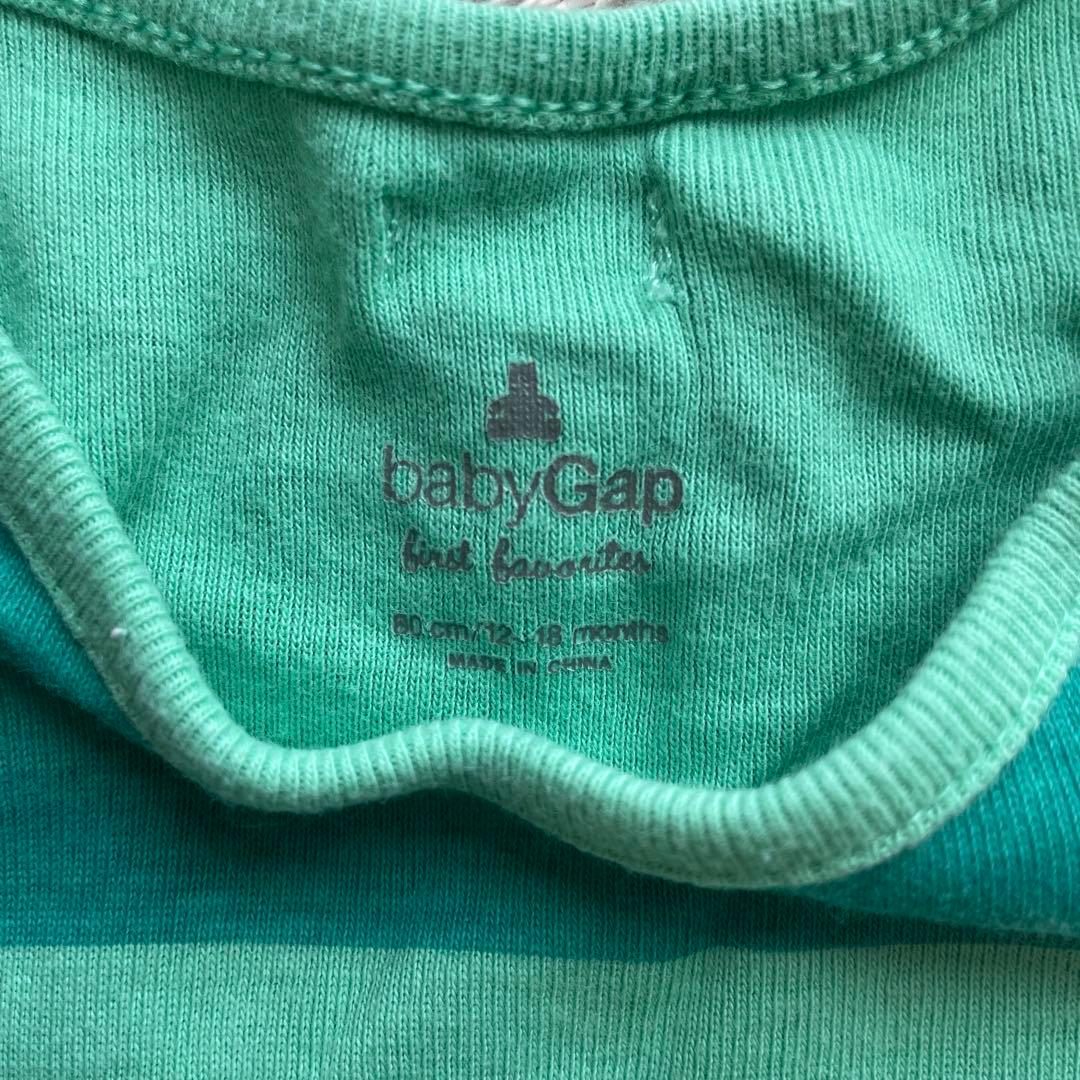 babyGap
first favorites
80 cm/12-18 months
MADE IN CHINA